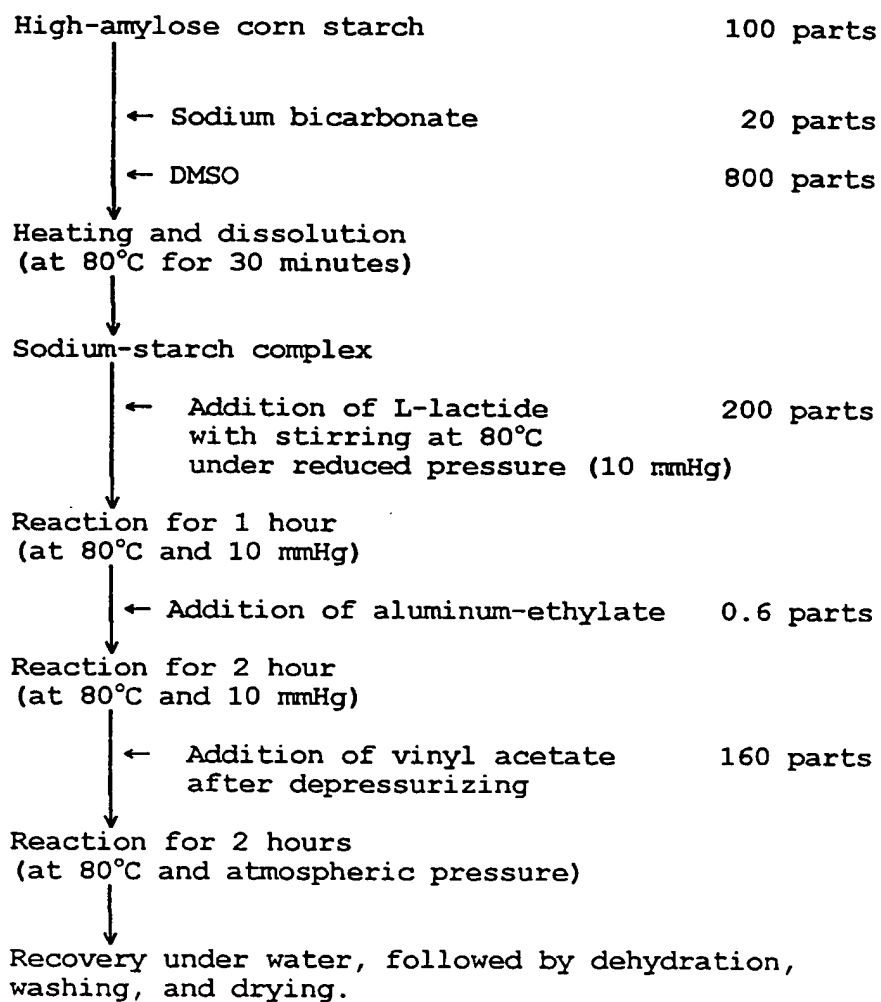 High-amylose corn starch 100 parts
← Sodium bicarbonate 20 parts
← DMSO 800 parts
Heating and dissolution
(at 80°C for 30 minutes)
Sodium-starch complex
← Addition of L-lactide 200 parts
with stirring at 80°C
under reduced pressure (10 mmHg)
Reaction for 1 hour
(at 80°C and 10 mmHg)
← Addition of aluminum-ethylate 0.6 parts
Reaction for 2 hour
(at 80°C and 10 mmHg)
← Addition of vinyl acetate 160 parts
after depressurizing
Reaction for 2 hours
(at 80°C and atmospheric pressure)
Recovery under water, followed by dehydration,
washing, and drying.